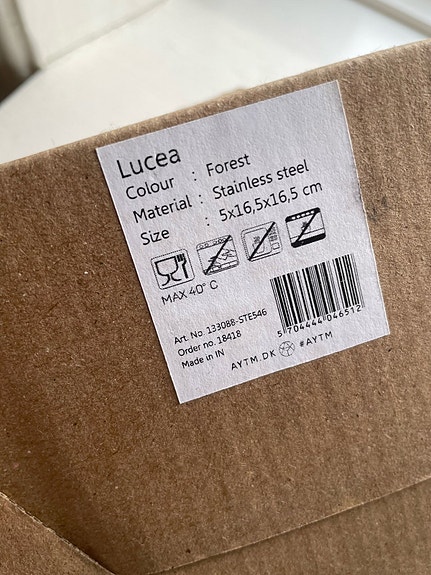 Lucea
Colour : Forest
Material : Stainless steel
Size : 5x16,5x16,5 cm
MAX 40° C
Art. No. 133088-STE546
Order no. 18418
Made in IN
5 704444 046512
AYTM.DK #AYTM